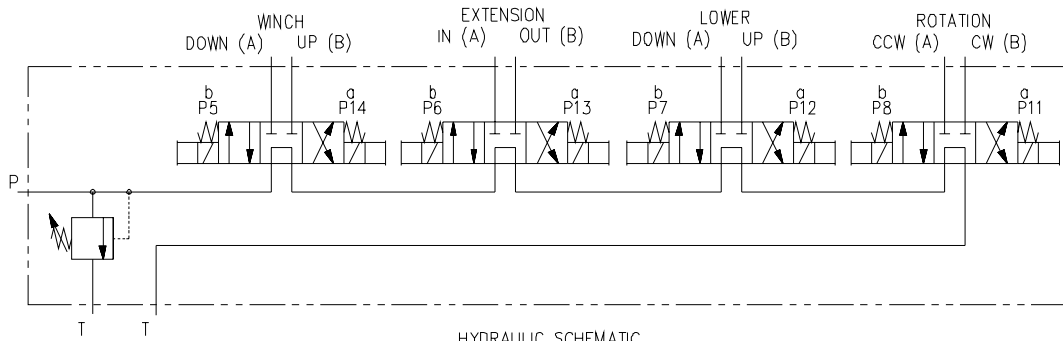 WINCH
DOWN (A) UP (B)
EXTENSION
IN (A) OUT (B)
LOWER
DOWN (A) UP (B)
ROTATION
CCW (A) CW (B)
b
P5
a
P14
b
P6
a
P13
b
P7
a
P12
b
P8
a
P11
P
T T
HYDRAULIC SCHEMATIC